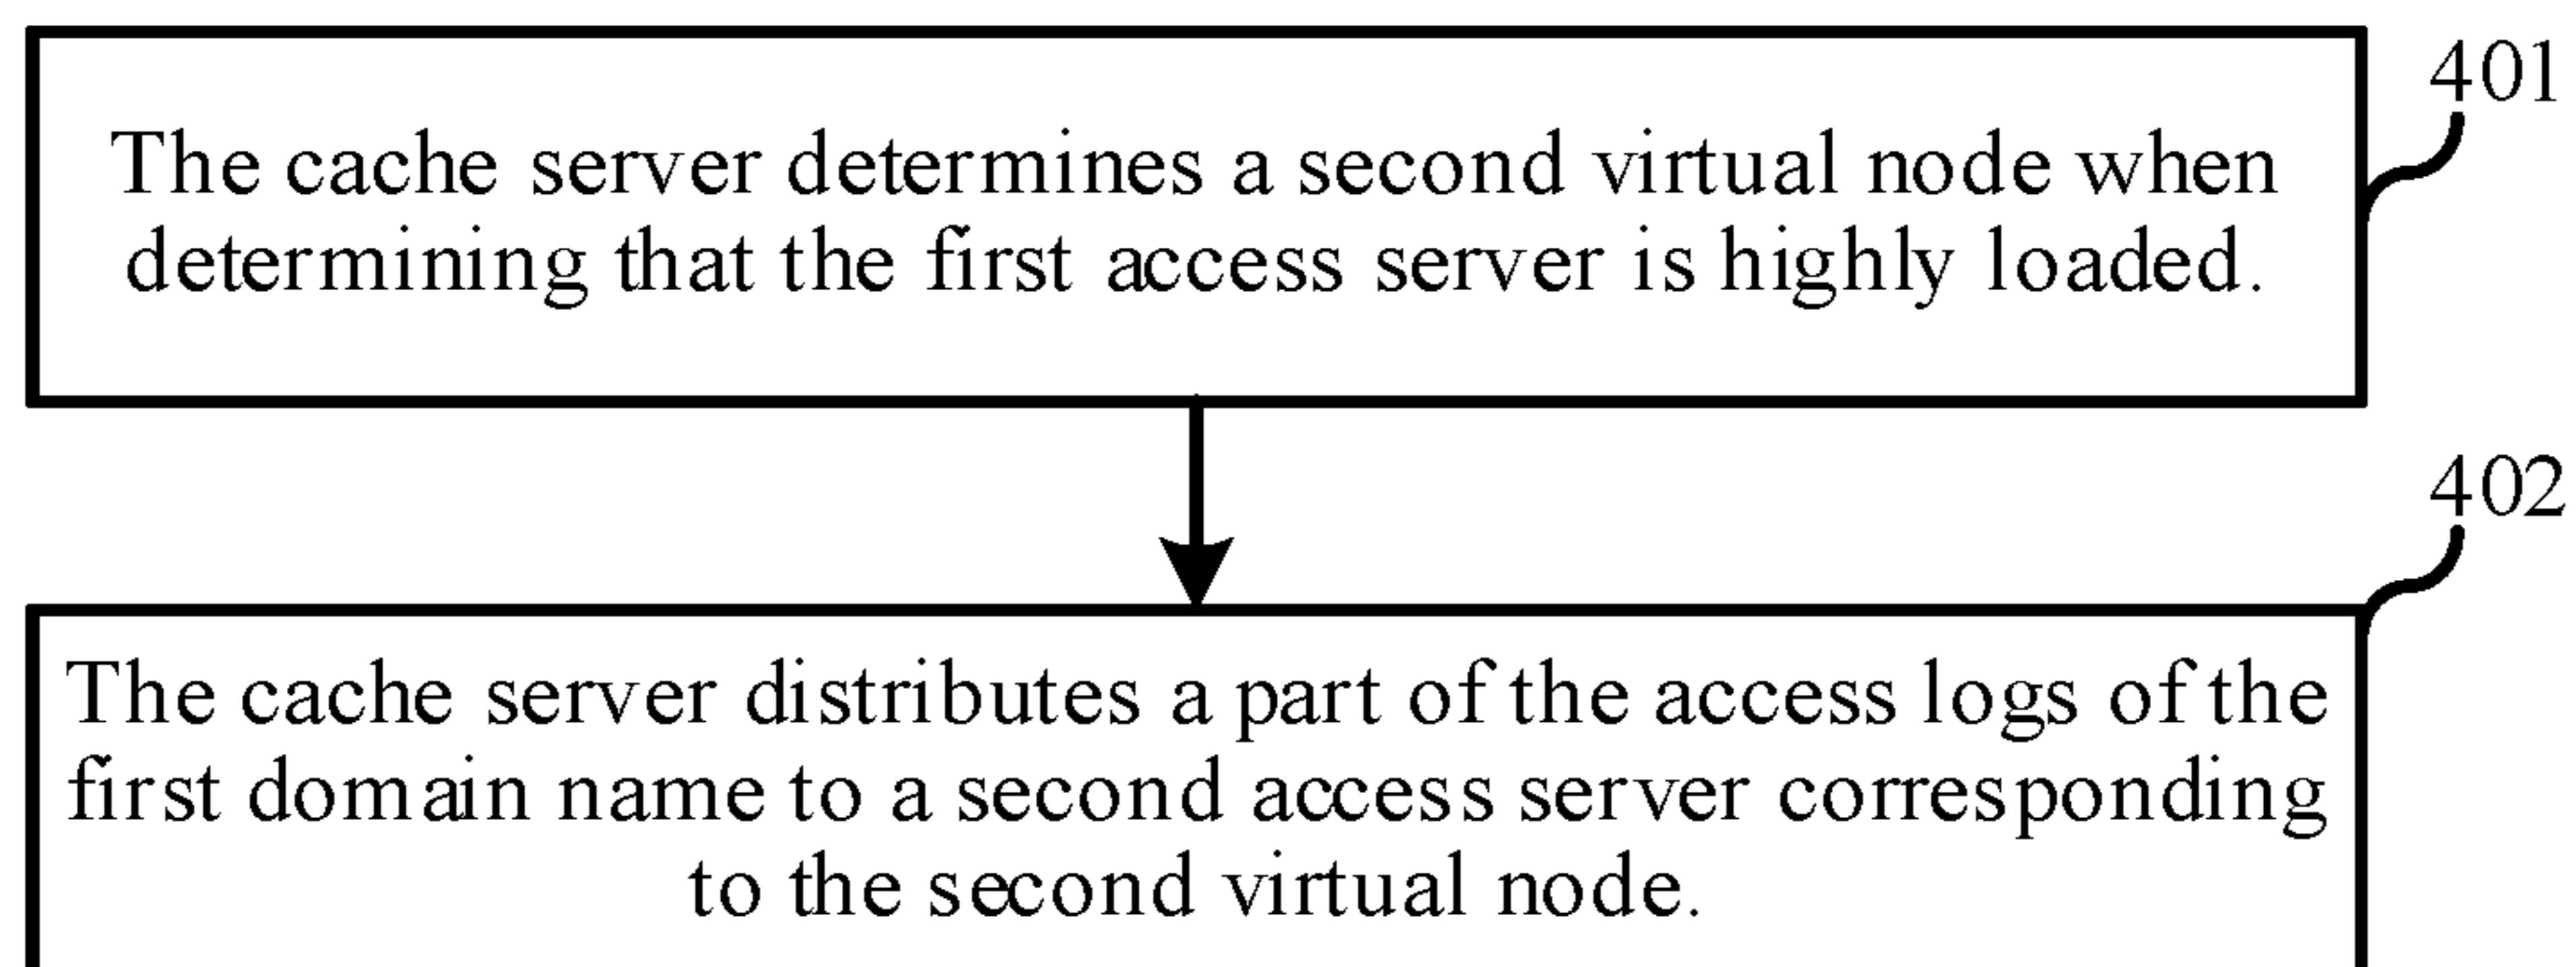 401
The cache server determines a second virtual node when
determining that the first access server is highly loaded.
402
The cache server distributes a part of the access logs of the
first domain name to a second access server corresponding
to the second virtual node.